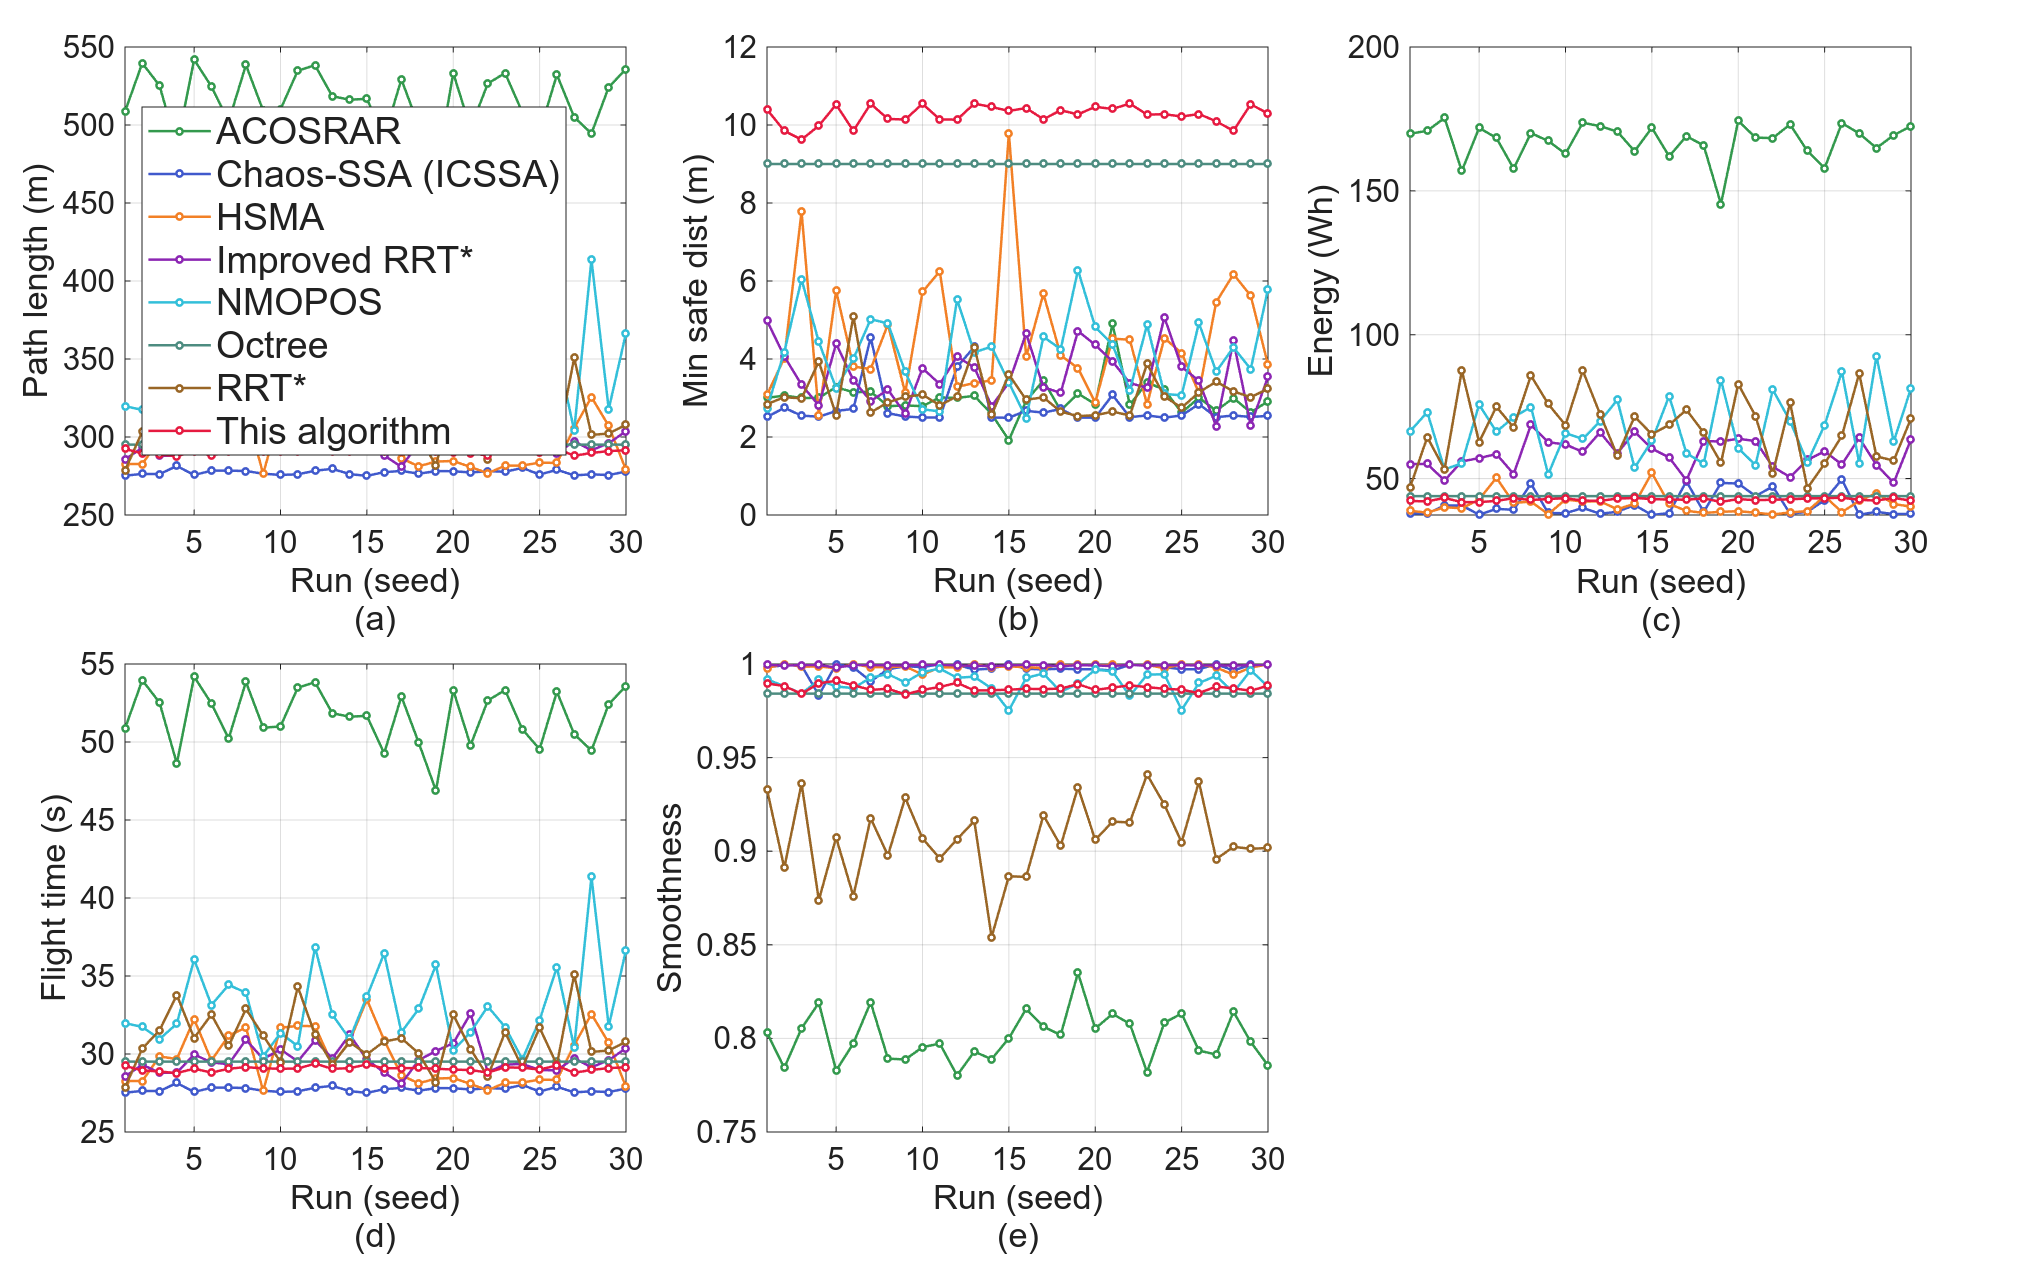 550
500
450
400
350
300
250
Path length (m)
ACOSRAR
Chaos-SSA (ICSSA)
HSMA
Improved RRT*
NMOPOS
Octree
RRT*
This algorithm
5 10 15 20 25 30
Run (seed)
(a)
12
10
8
6
4
2
0
Min safe dist (m)
5 10 15 20 25 30
Run (seed)
(b)
200
150
100
50
Energy (Wh)
5 10 15 20 25 30
Run (seed)
(c)
55
50
45
40
35
30
25
Flight time (s)
5 10 15 20 25 30
Run (seed)
(d)
1
0.95
0.9
0.85
0.8
0.75
Smoothness
5 10 15 20 25 30
Run (seed)
(e)